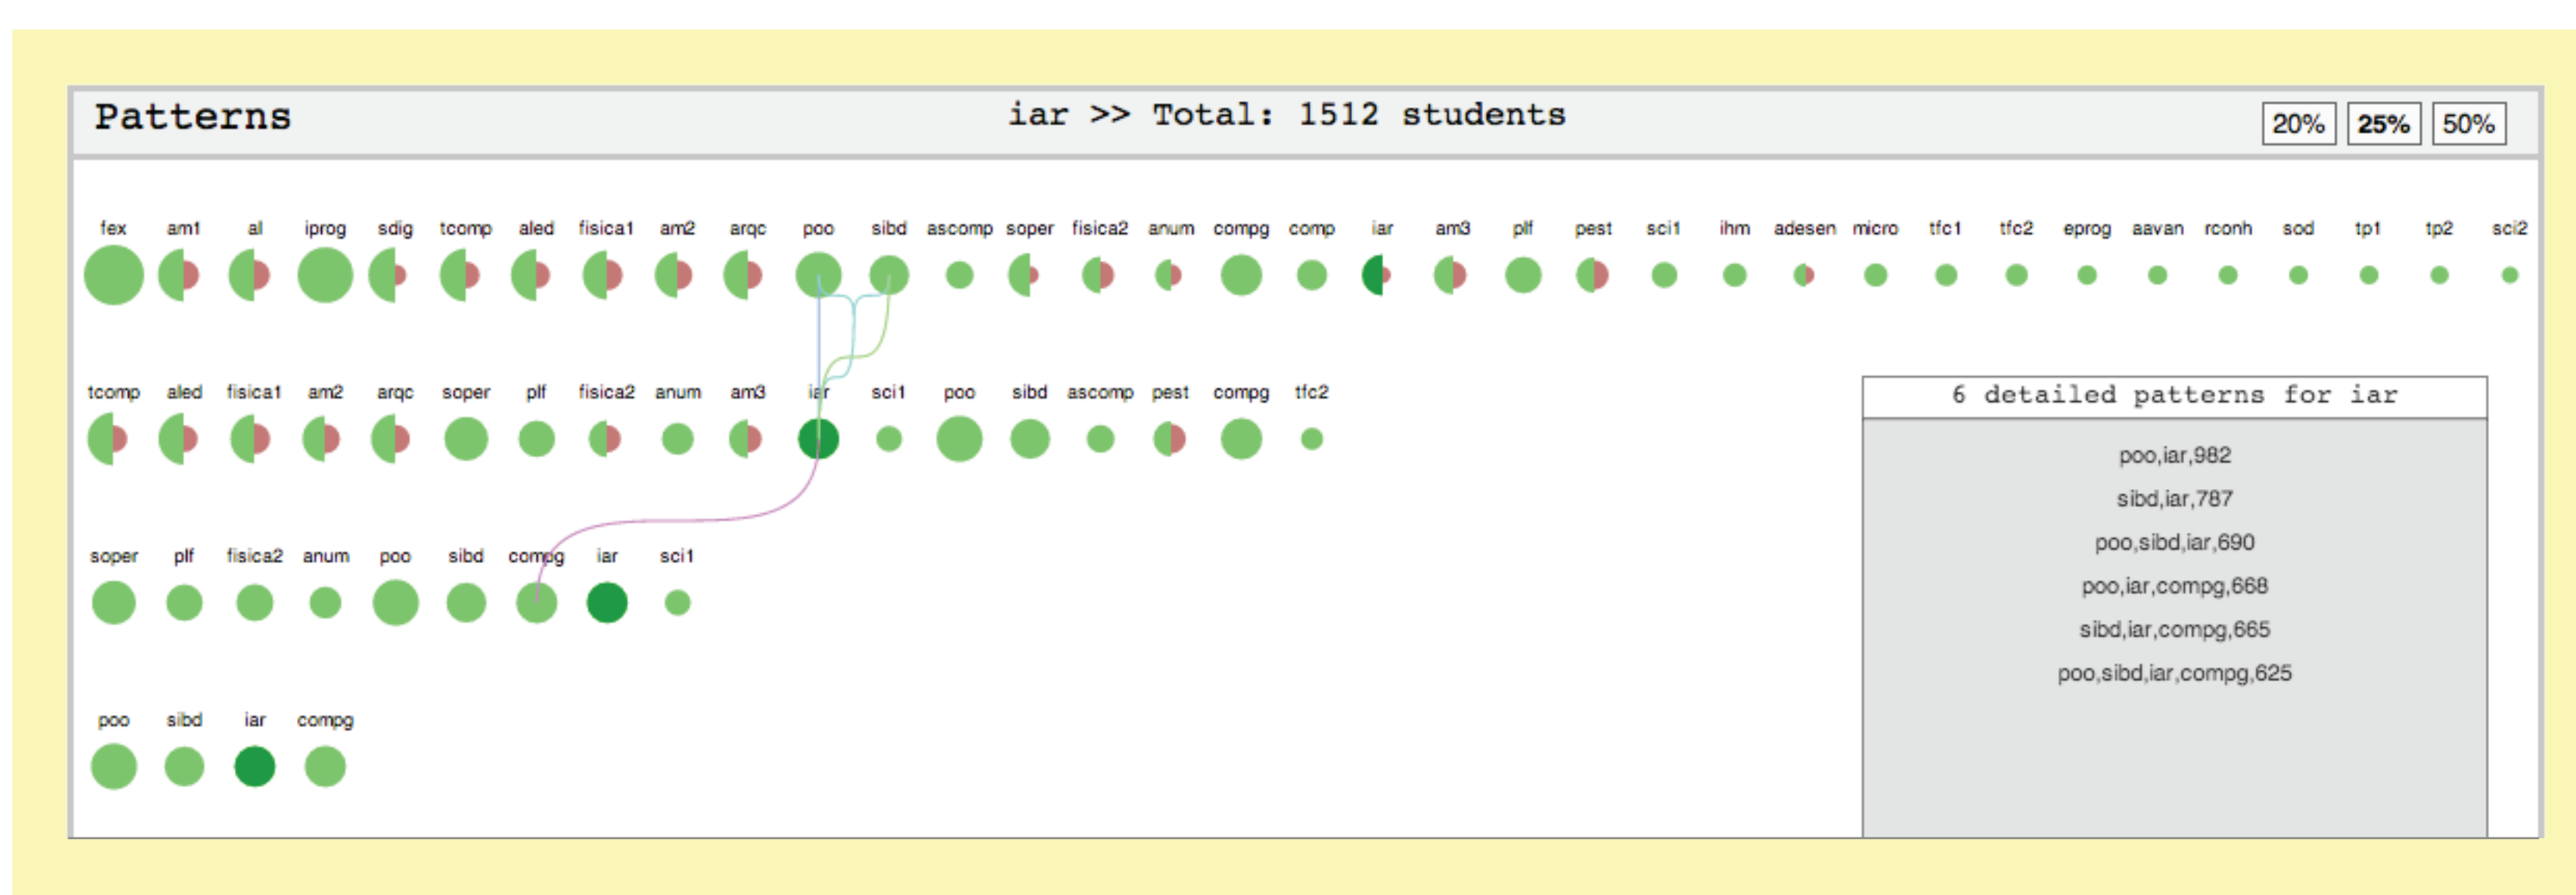 Patterns
iar >> Total: 1512 students
20% 25% 50%
fex am1 al iprog sdig tcomp aled fisica1 am2 arqc poo sibd ascomp soper fisica2 anum compg comp iar am3 plf pest sci1 ihm adesen micro tfc1 tfc2 eprog aavan rconh sod tp1 tp2 sci2
tcomp aled fisica1 am2 arqc soper plf fisica2 anum am3 iar sci1 poo sibd ascomp pest compg tfc2
soper plf fisica2 anum poo sibd compg iar sci1
poo sibd iar compg
6 detailed patterns for iar
poo,iar,982
sibd,iar,787
poo,sibd,iar,690
poo,iar,compg,668
sibd,iar,compg,665
poo,sibd,iar,compg,625